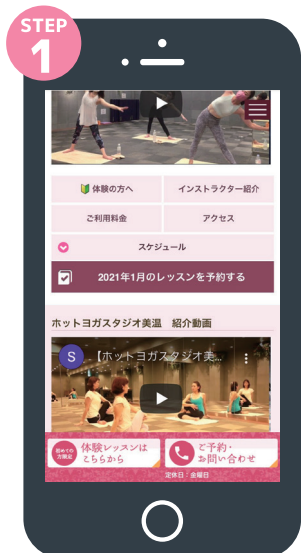 STEP
1
体験の方へ
インストラクター紹介
ご利用料金
アクセス
スケジュール
2021年1月のレッスンを予約する
ホットヨガスタジオ美温 紹介動画
S 【ホットヨガスタジオ美...
初めての
方限定
体験レッスンは
こちらから
ご予約・
お問い合わせ
定休日：金曜日